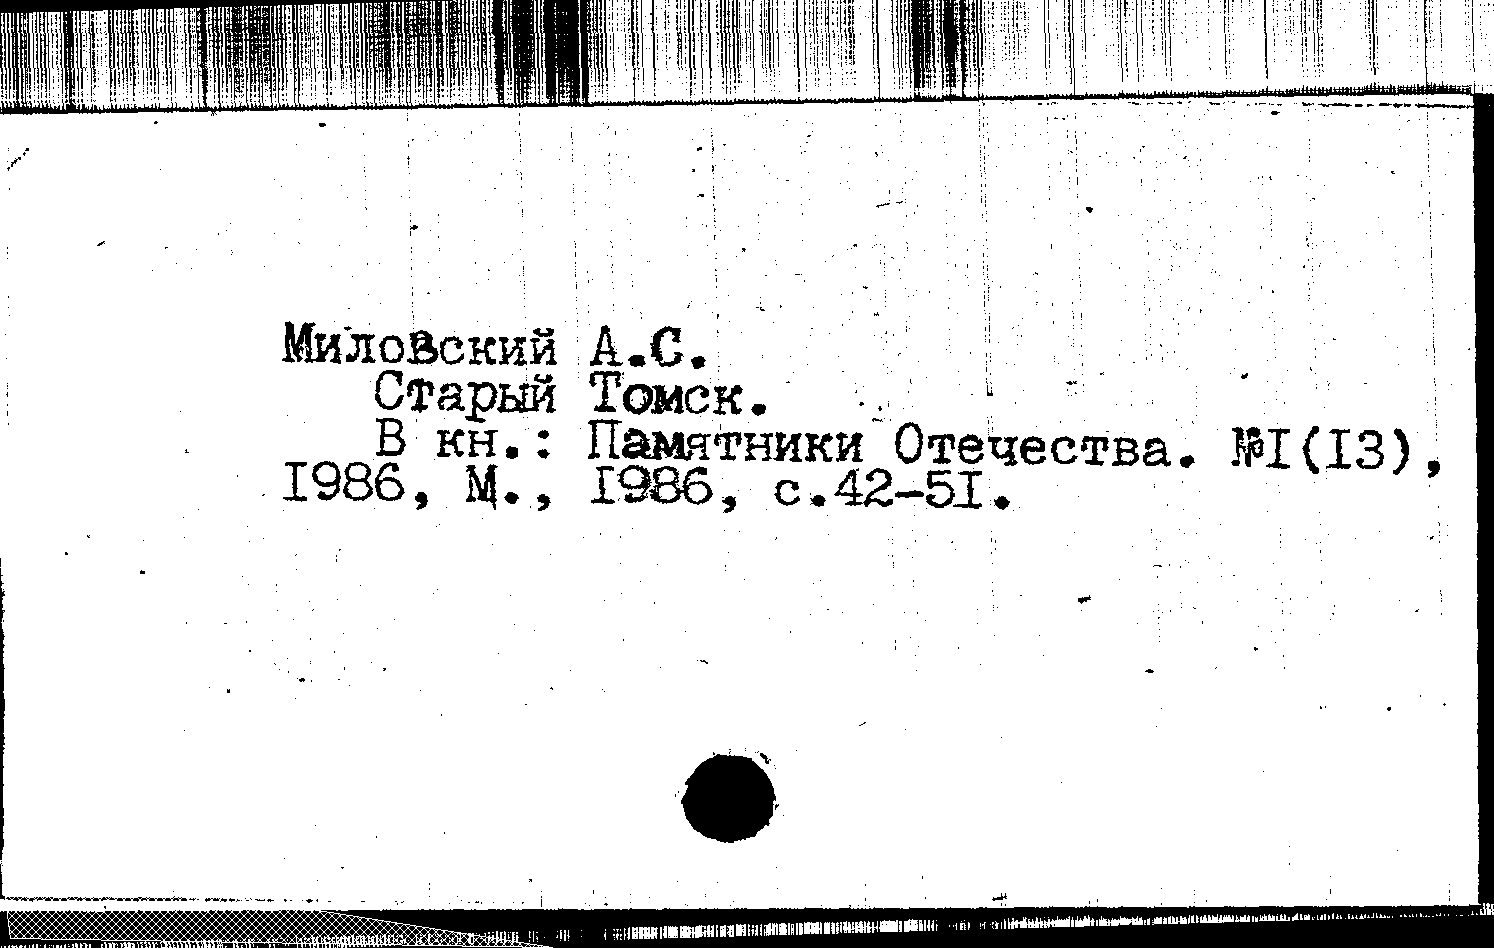 Миловский А.С.
Старый Томск.
В кн.: Памятники Отечества. №I(I3),
I986, М., I986, с.42-5I.